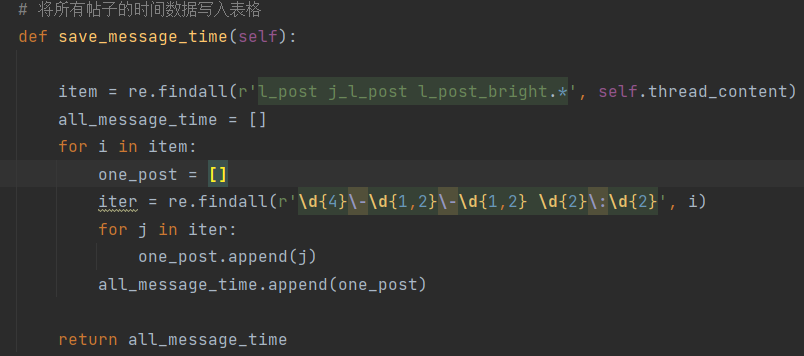 # 将所有帖子的时间数据写入表格
def save_message_time(self):
item = re.findall(r'l_post j_l_post l_post_bright.*', self.thread_content)
all_message_time = []
for i in item:
one_post = []
iter = re.findall(r'\d{4}\-\d{1,2}\-\d{1,2} \d{2}\:\d{2}', i)
for j in iter:
one_post.append(j)
all_message_time.append(one_post)
return all_message_time